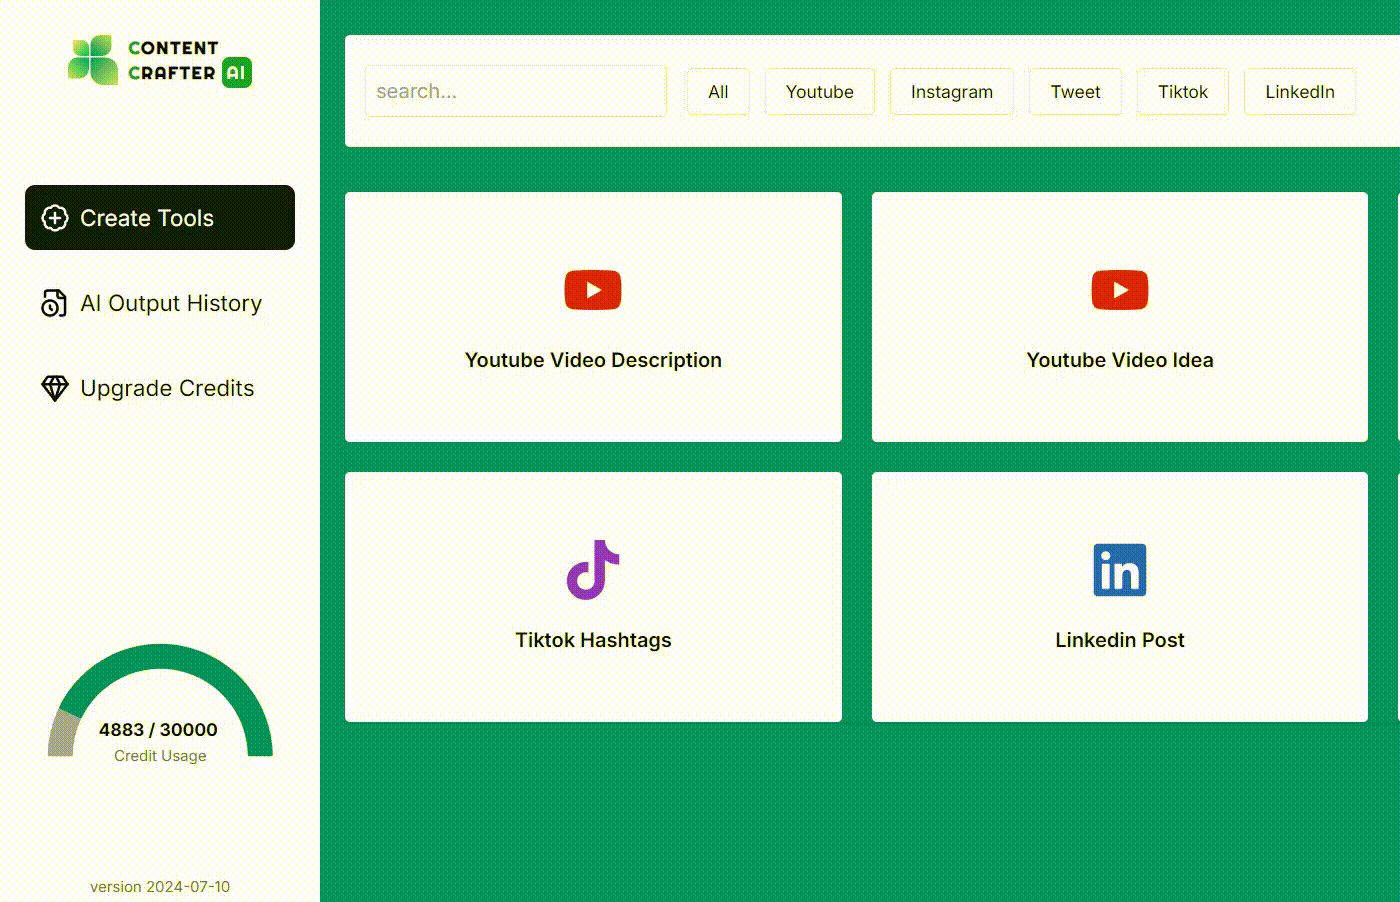 CONTENT
CRAFTER AI
Create Tools
AI Output History
Upgrade Credits
4883 / 30000
Credit Usage
version 2024-07-10
search...
All
Youtube
Instagram
Tweet
Tiktok
LinkedIn
Youtube Video Description
Youtube Video Idea
Tiktok Hashtags
Linkedin Post